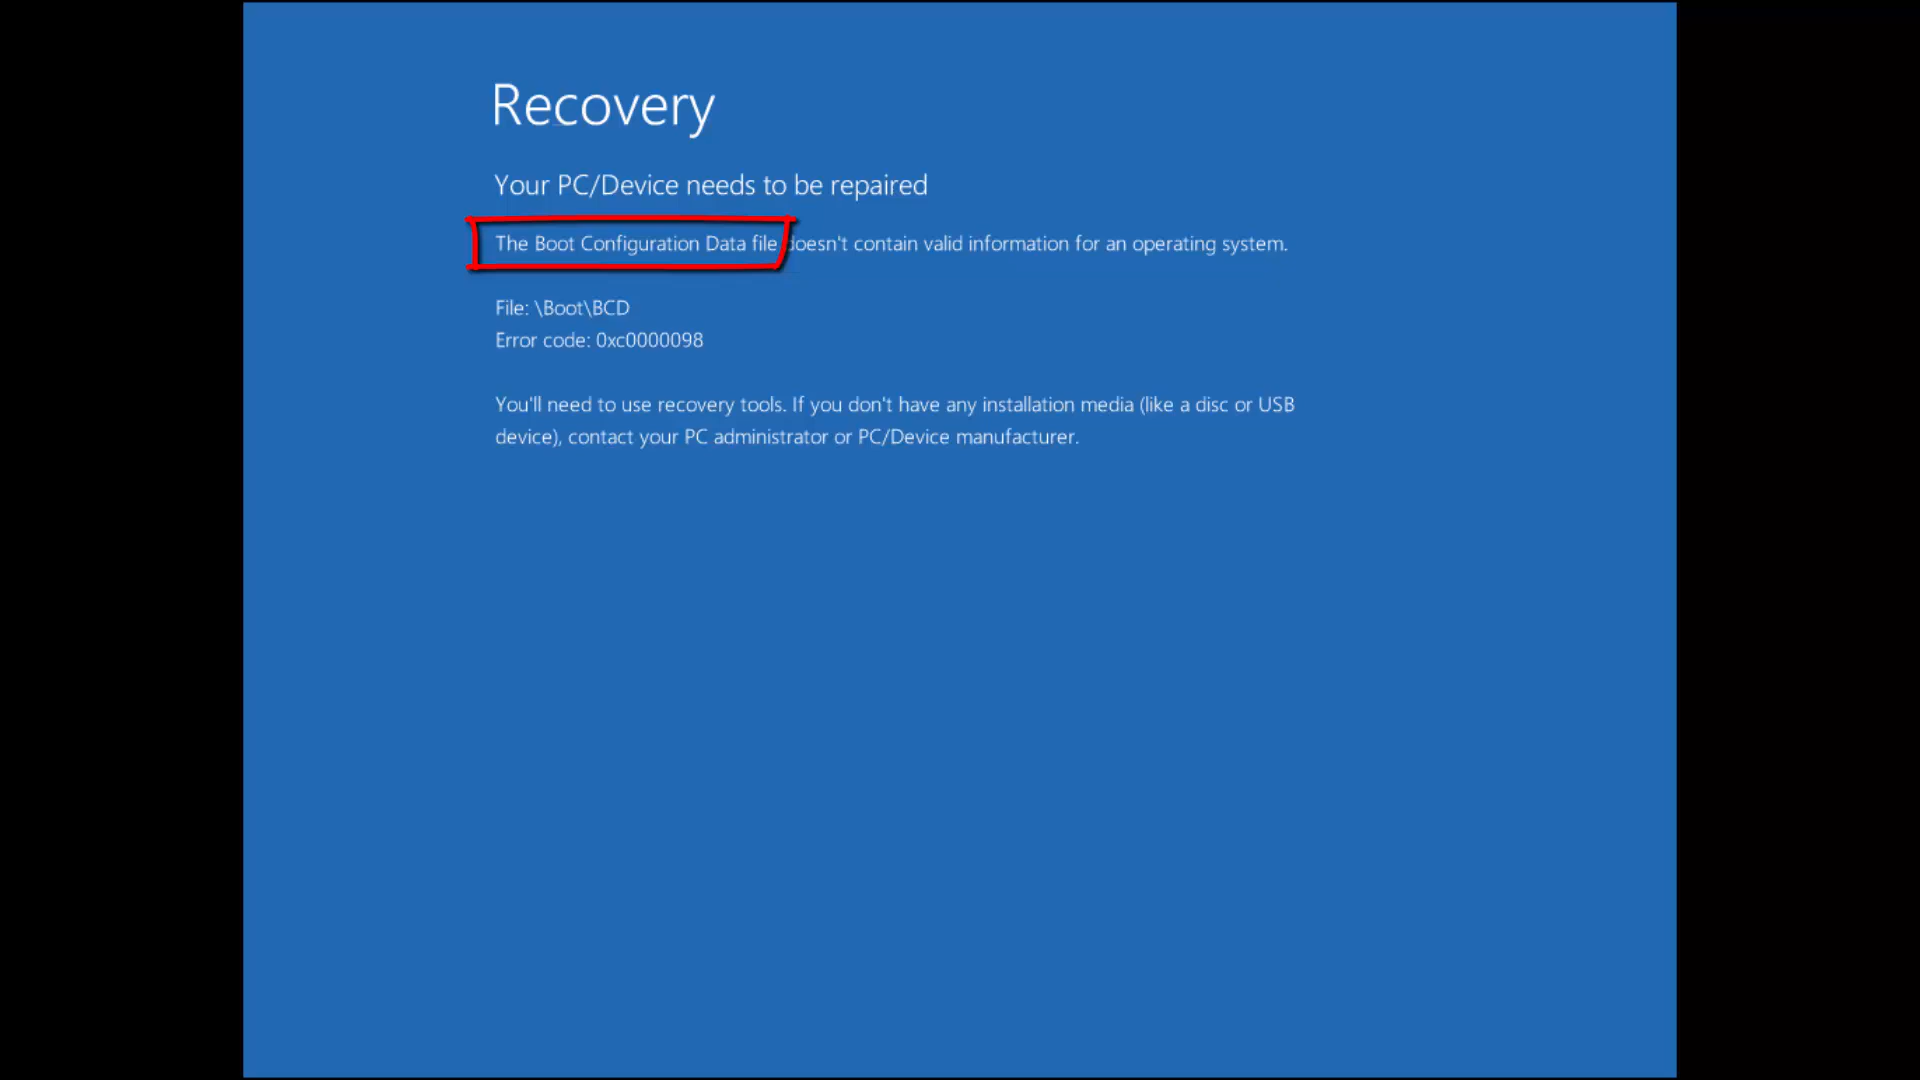 Recovery
Your PC/Device needs to be repaired
The Boot Configuration Data file doesn't contain valid information for an operating system.
File: \Boot\BCD
Error code: 0xc0000098
You'll need to use recovery tools. If you don't have any installation media (like a disc or USB
device), contact your PC administrator or PC/Device manufacturer.